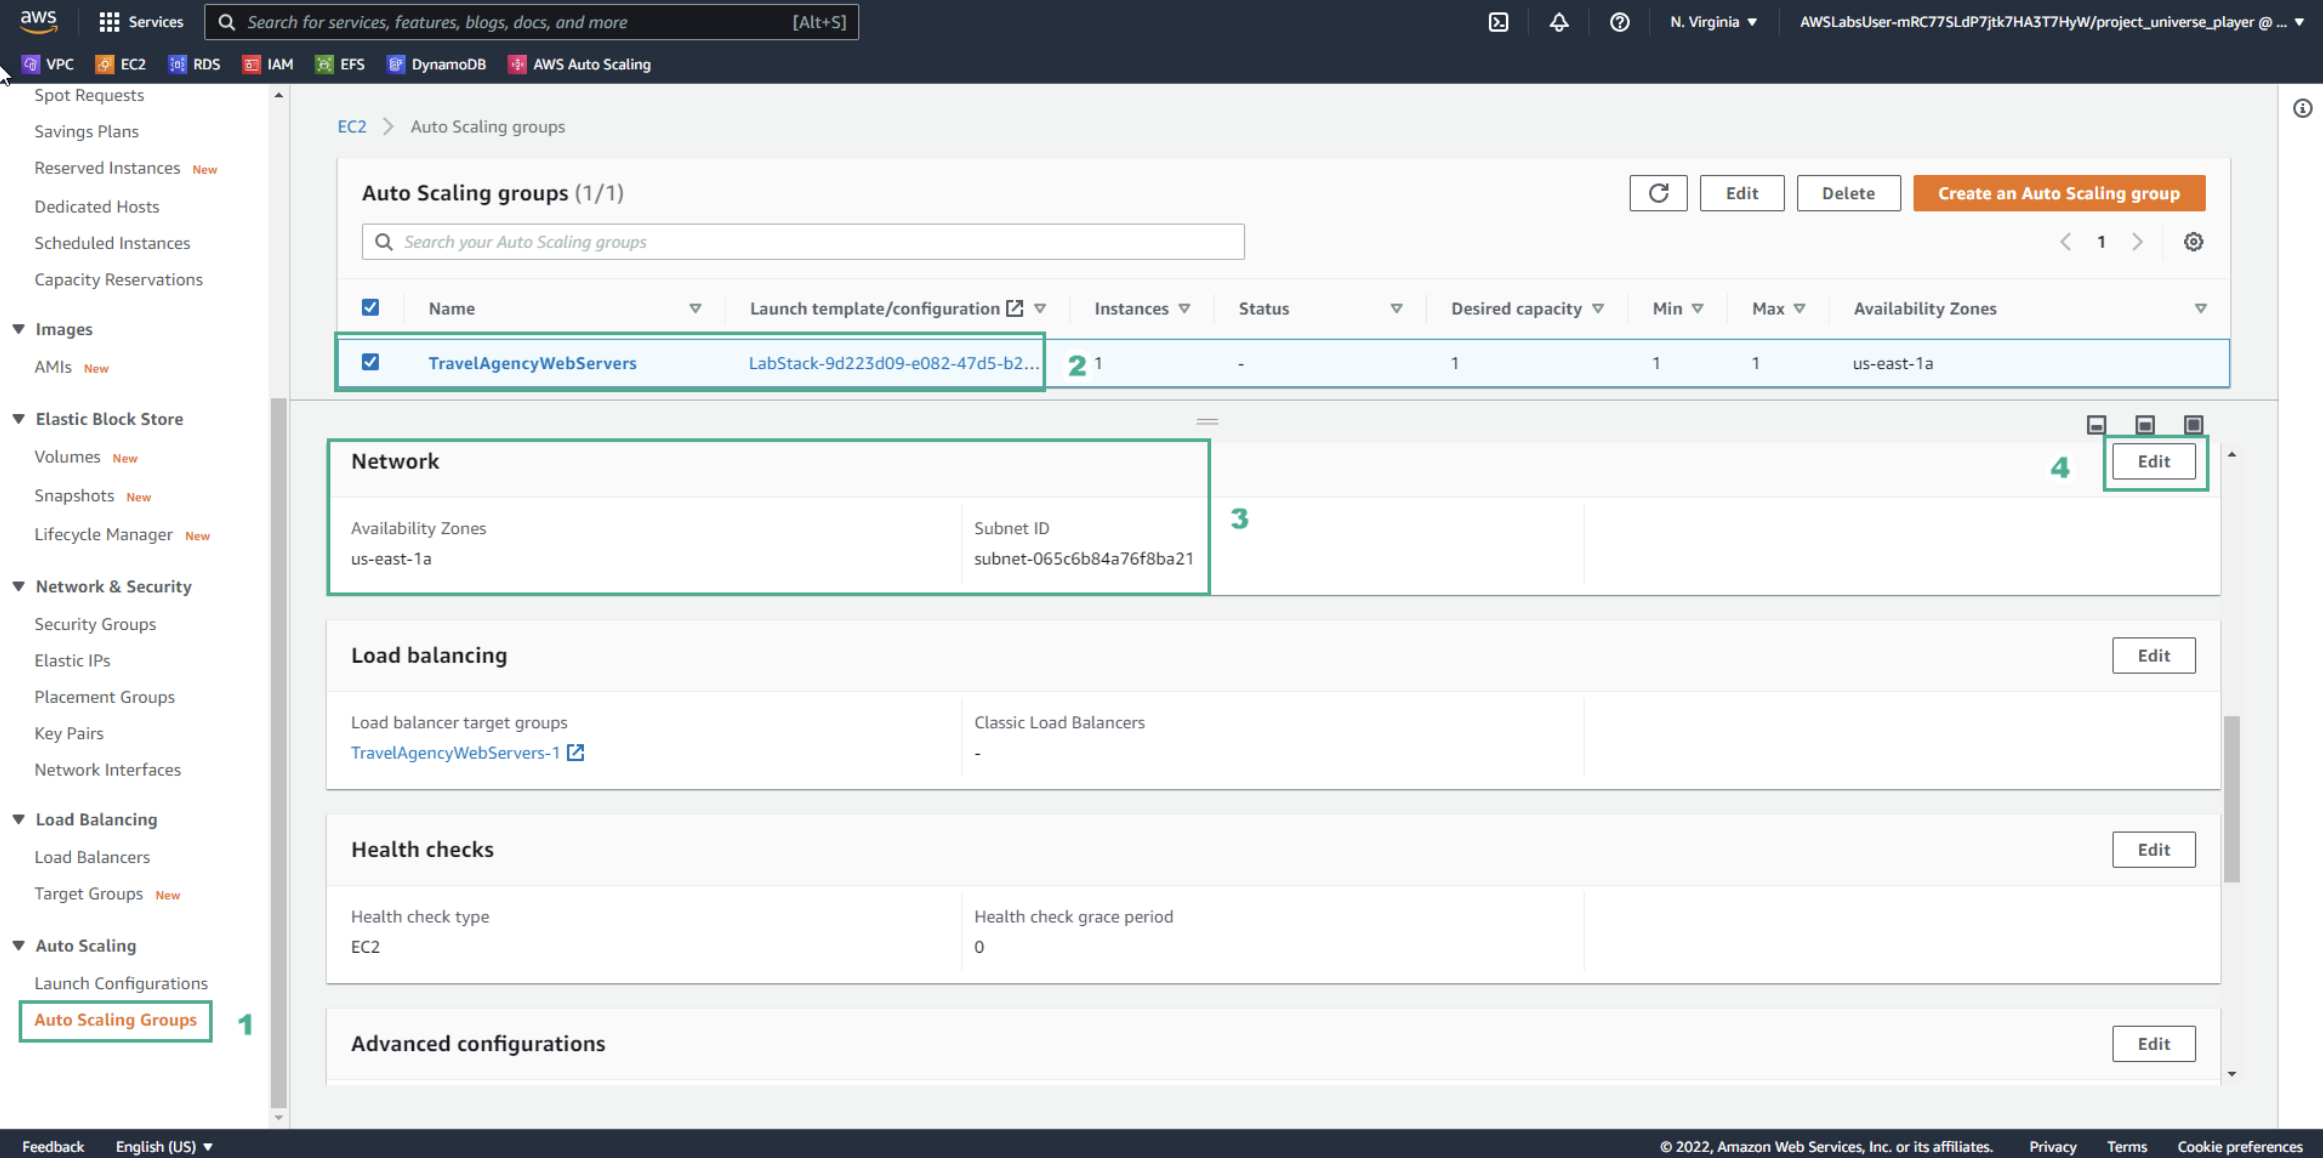 aws
Services
Search for services, features, blogs, docs, and more
[Alt+S]
N. Virginia
AWSLabsUser-mRC77SLdP7jtk7HA3T7HyW/project_universe_player @ ...
VPC
EC2
RDS
IAM
EFS
DynamoDB
AWS Auto Scaling
Spot Requests
Savings Plans
Reserved Instances New
Dedicated Hosts
Scheduled Instances
Capacity Reservations
Images
AMIs New
Elastic Block Store
Volumes New
Snapshots New
Lifecycle Manager New
Network & Security
Security Groups
Elastic IPs
Placement Groups
Key Pairs
Network Interfaces
Load Balancing
Load Balancers
Target Groups New
Auto Scaling
Launch Configurations
Auto Scaling Groups
1
EC2 > Auto Scaling groups
Auto Scaling groups (1/1)
Edit
Delete
Create an Auto Scaling group
Search your Auto Scaling groups
1
Name
Launch template/configuration
Instances
Status
Desired capacity
Min
Max
Availability Zones
TravelAgencyWebServers
LabStack-9d223d09-e082-47d5-b2...
2
1
-
1
1
1
us-east-1a
Network
4
Edit
Availability Zones
us-east-1a
Subnet ID
subnet-065c6b84a76f8ba21
3
Load balancing
Edit
Load balancer target groups
TravelAgencyWebServers-1
Classic Load Balancers
-
Health checks
Edit
Health check type
EC2
Health check grace period
0
Advanced configurations
Edit
Feedback
English (US)
© 2022, Amazon Web Services, Inc. or its affiliates.
Privacy
Terms
Cookie preferences